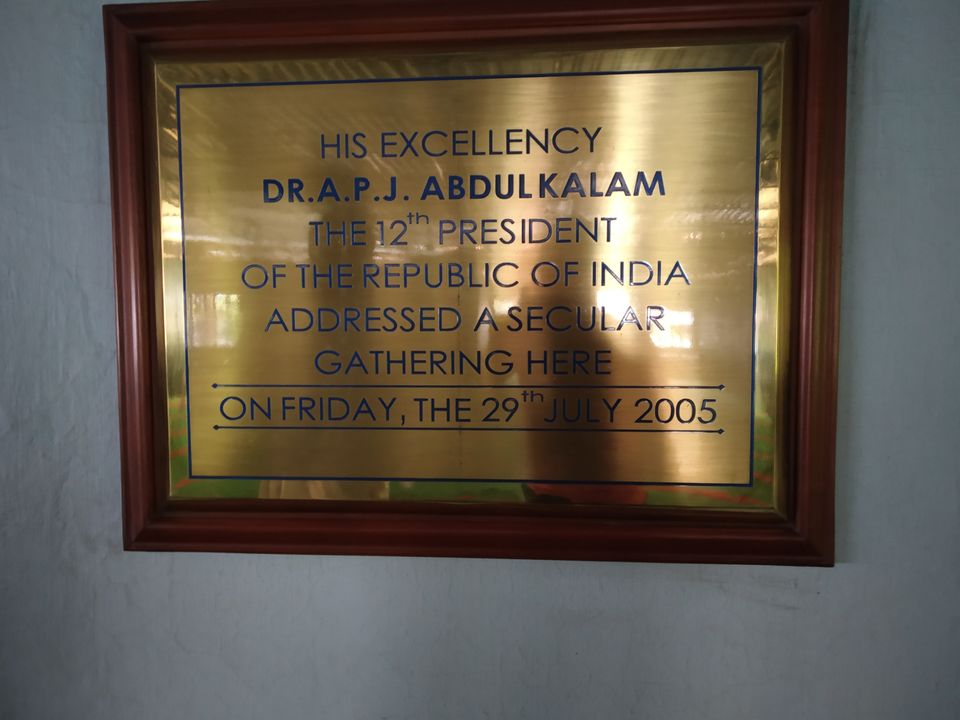 HIS EXCELLENCY
DR.A.P.J. ABDUL KALAM
THE 12th PRESIDENT
OF THE REPUBLIC OF INDIA
ADDRESSED A SECULAR
GATHERING HERE
ON FRIDAY, THE 29th JULY 2005